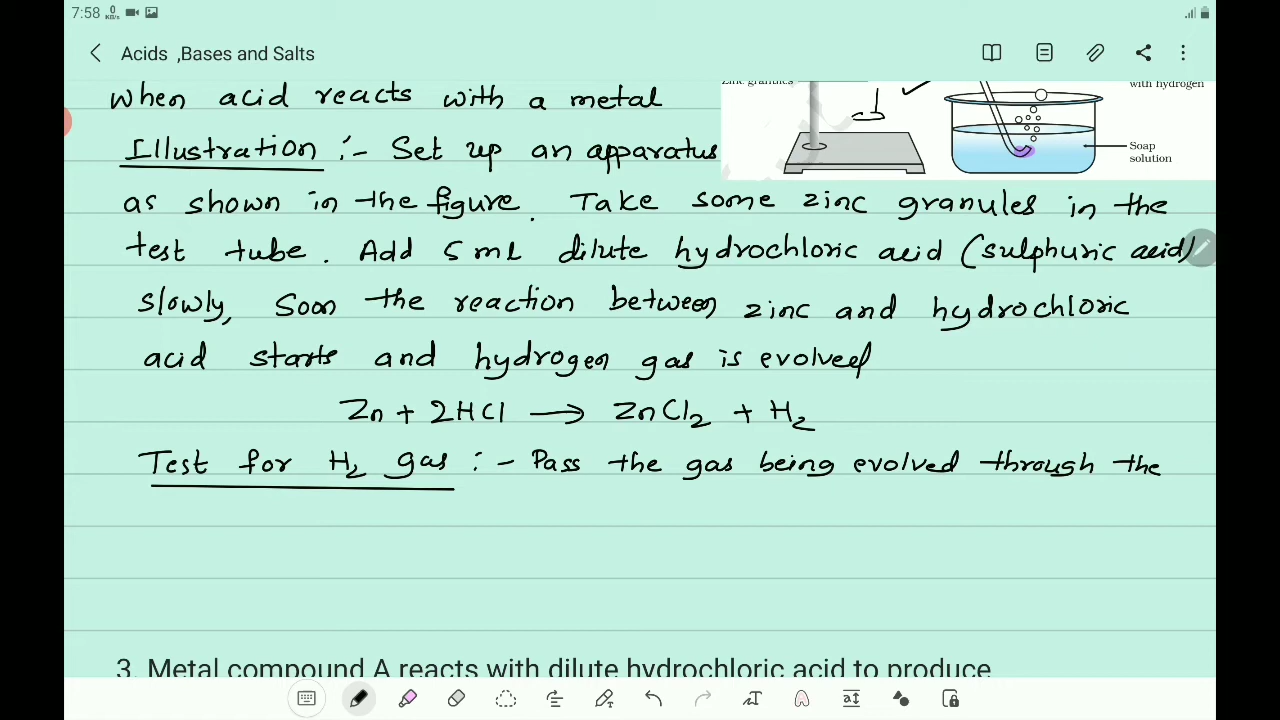 7:58 0 KB/s
Acids ,Bases and Salts
with hydrogen
When acid reacts with a metal
Illustration :- Set up an apparatus
Soap
solution
as shown in the figure. Take some zinc granules in the
test tube. Add 5 ml dilute hydrochloric acid (sulphuric acid)
slowly, Soon the reaction between zinc and hydrochloric
acid starts and hydrogen gas is evolved
Zn + 2HCl → ZnCl2 + H2
Test for H2 gas :- Pass the gas being evolved through the
3. Metal compound A reacts with dilute hydrochloric acid to produce